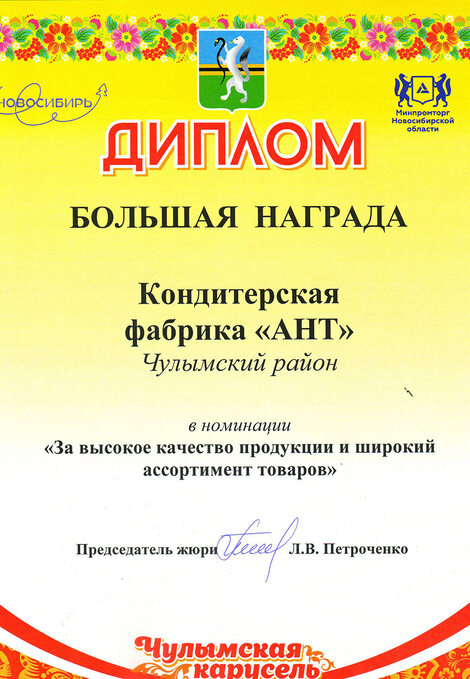 НОВОСИБИРЬ
Минпромторг
Новосибирской
области
ДИПЛОМ
БОЛЬШАЯ НАГРАДА
Кондитерская
фабрика «АНТ»
Чулымский район
в номинации
«За высокое качество продукции и широкий
ассортимент товаров»
Председатель жюри Л.В. Петроченко
Чулымская
карусель